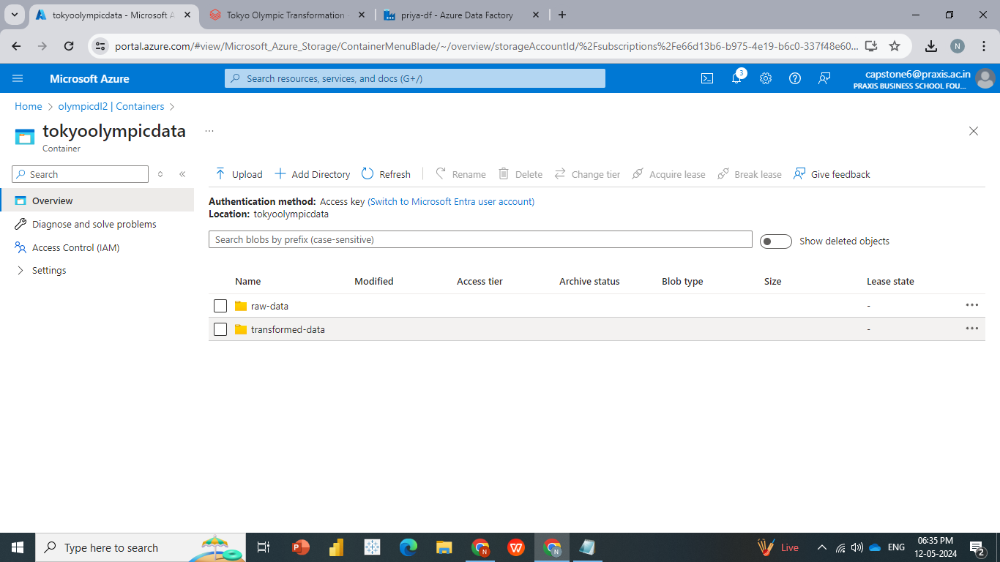 tokyoolympicdata - Microsoft A
Tokyo Olympic Transformation -
priya-df - Azure Data Factory
portal.azure.com/#view/Microsoft_Azure_Storage/ContainerMenuBlade/~/overview/storageAccountId/%2Fsubscriptions%2Fe66d13b6-b975-4e19-b6c0-337f48e60...
N
Microsoft Azure
Search resources, services, and docs (G+/)
3
capstone6@praxis.ac.in
PRAXIS BUSINESS SCHOOL FOU...
Home > olympicdl2 | Containers >
tokyoolympicdata ...
Container
Search
Upload
Add Directory
Refresh
Rename
Delete
Change tier
Acquire lease
Break lease
Give feedback
Overview
Diagnose and solve problems
Access Control (IAM)
Settings
Authentication method: Access key (Switch to Microsoft Entra user account)
Location: tokyoolympicdata
Search blobs by prefix (case-sensitive)
Show deleted objects
Name Modified Access tier Archive status Blob type Size Lease state
raw-data - ...
transformed-data - ...
Type here to search
Live
ENG
06:35 PM
12-05-2024
2